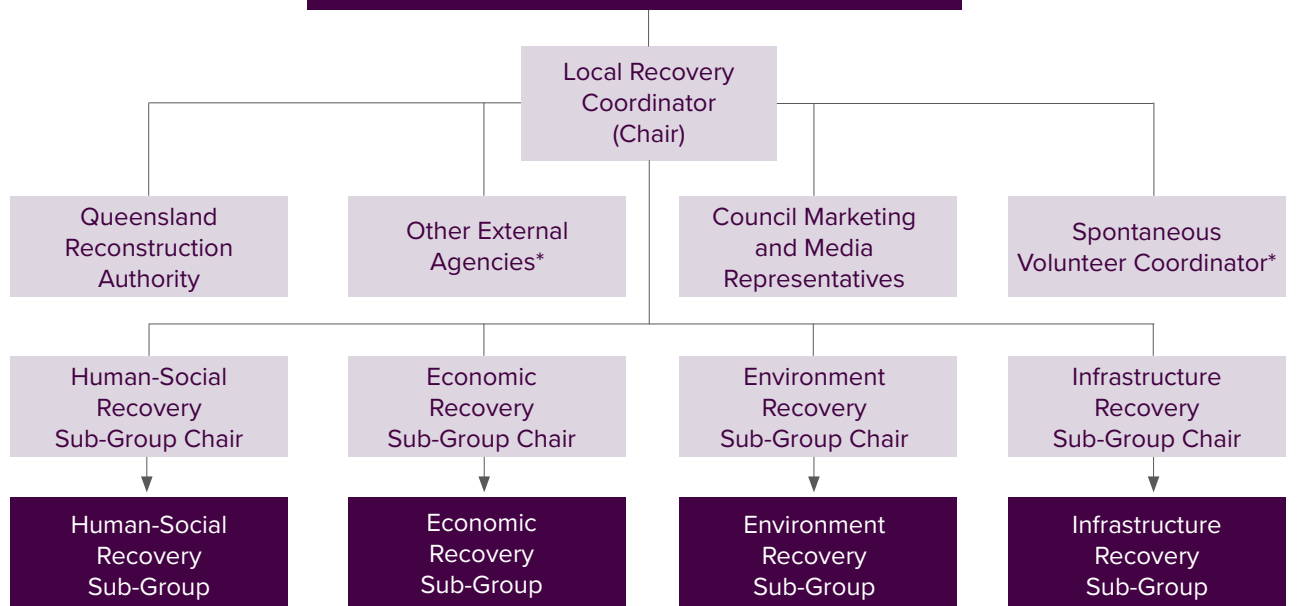 Local Recovery
Coordinator
(Chair)
Queensland
Reconstruction
Authority
Other External
Agencies*
Council Marketing
and Media
Representatives
Spontaneous
Volunteer Coordinator*
Human-Social
Recovery
Sub-Group Chair
Economic
Recovery
Sub-Group Chair
Environment
Recovery
Sub-Group Chair
Infrastructure
Recovery
Sub-Group Chair
Human-Social
Recovery
Sub-Group
Economic
Recovery
Sub-Group
Environment
Recovery
Sub-Group
Infrastructure
Recovery
Sub-Group